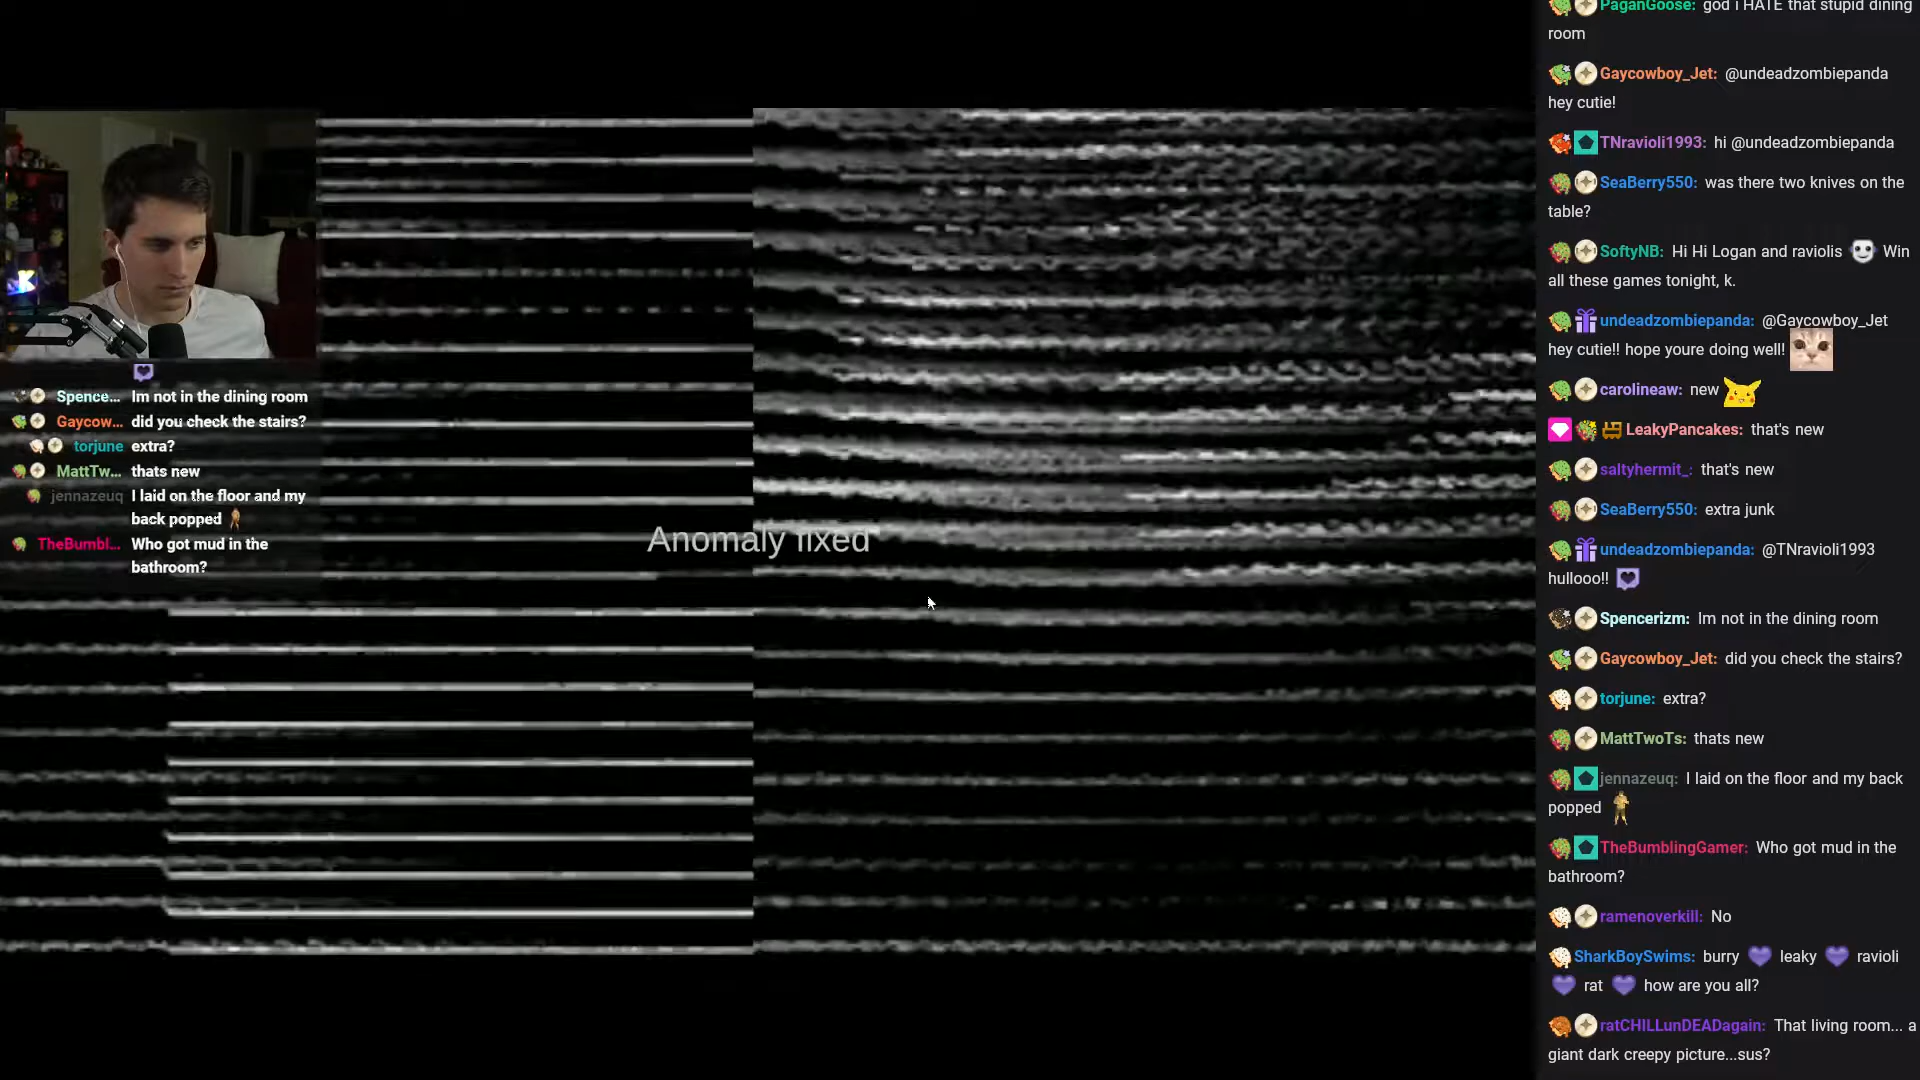 Spence... Im not in the dining room
Gaycow... did you check the stairs?
torjune extra?
MattTw... thats new
jennazeuq I laid on the floor and my
back popped
TheBumbl... Who got mud in the
bathroom?
Anomaly fixed
PaganGoose: god i HATE that stupid dining
room
Gaycowboy_Jet: @undeadzombiepanda
hey cutie!
TNravioli1993: hi @undeadzombiepanda
SeaBerry550: was there two knives on the
table?
SoftyNB: Hi Hi Logan and raviolis Win
all these games tonight, k.
undeadzombiepanda: @Gaycowboy_Jet
hey cutie!! hope youre doing well!
carolineaw: new
LeakyPancakes: that's new
saltyhermit_: that's new
SeaBerry550: extra junk
undeadzombiepanda: @TNravioli1993
hullooo!!
Spencerizm: Im not in the dining room
Gaycowboy_Jet: did you check the stairs?
torjune: extra?
MattTwoTs: thats new
jennazeuq: I laid on the floor and my back
popped
TheBumblingGamer: Who got mud in the
bathroom?
ramenoverkill: No
SharkBoySwims: burry leaky ravioli
rat how are you all?
ratCHILLunDEADagain: That living room... a
giant dark creepy picture...sus?